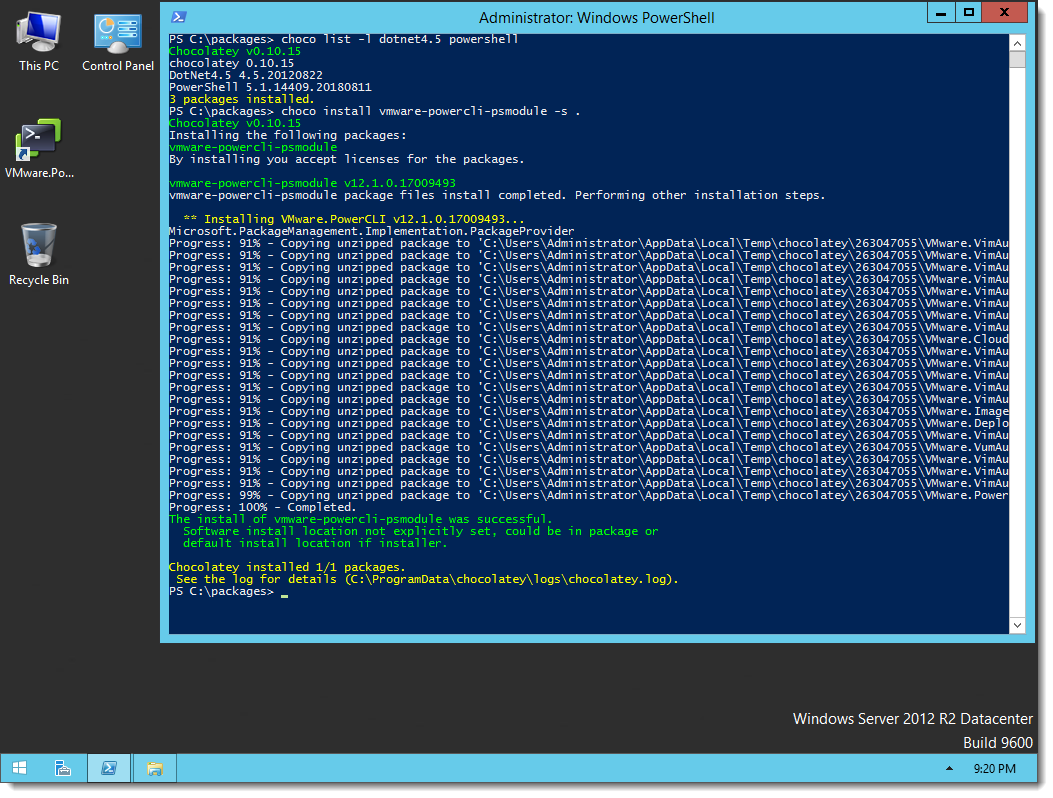 This PC
Control Panel
VMware.Po...
Recycle Bin
Administrator: Windows PowerShell
PS C:\packages> choco list -l dotnet4.5 powershell
Chocolatey v0.10.15
chocolatey 0.10.15
DotNet4.5 4.5.20120822
PowerShell 5.1.14409.20180811
3 packages installed.
PS C:\packages> choco install vmware-powercli-psmodule -s .
Chocolatey v0.10.15
Installing the following packages:
vmware-powercli-psmodule
By installing you accept licenses for the packages.
vmware-powercli-psmodule v12.1.0.17009493
vmware-powercli-psmodule package files install completed. Performing other installation steps.
** Installing VMware.PowerCLI v12.1.0.17009493...
Microsoft.PackageManagement.Implementation.PackageProvider
Progress: 91% - Copying unzipped package to 'C:\Users\Administrator\AppData\Local\Temp\chocolatey\263047055\VMware.VimAu
Progress: 91% - Copying unzipped package to 'C:\Users\Administrator\AppData\Local\Temp\chocolatey\263047055\VMware.VimAu
Progress: 91% - Copying unzipped package to 'C:\Users\Administrator\AppData\Local\Temp\chocolatey\263047055\VMware.VimAu
Progress: 91% - Copying unzipped package to 'C:\Users\Administrator\AppData\Local\Temp\chocolatey\263047055\VMware.VimAu
Progress: 91% - Copying unzipped package to 'C:\Users\Administrator\AppData\Local\Temp\chocolatey\263047055\VMware.VimAu
Progress: 91% - Copying unzipped package to 'C:\Users\Administrator\AppData\Local\Temp\chocolatey\263047055\VMware.VimAu
Progress: 91% - Copying unzipped package to 'C:\Users\Administrator\AppData\Local\Temp\chocolatey\263047055\VMware.VimAu
Progress: 91% - Copying unzipped package to 'C:\Users\Administrator\AppData\Local\Temp\chocolatey\263047055\VMware.VimAu
Progress: 91% - Copying unzipped package to 'C:\Users\Administrator\AppData\Local\Temp\chocolatey\263047055\VMware.Cloud
Progress: 91% - Copying unzipped package to 'C:\Users\Administrator\AppData\Local\Temp\chocolatey\263047055\VMware.VimAu
Progress: 91% - Copying unzipped package to 'C:\Users\Administrator\AppData\Local\Temp\chocolatey\263047055\VMware.VimAu
Progress: 91% - Copying unzipped package to 'C:\Users\Administrator\AppData\Local\Temp\chocolatey\263047055\VMware.VimAu
Progress: 91% - Copying unzipped package to 'C:\Users\Administrator\AppData\Local\Temp\chocolatey\263047055\VMware.VimAu
Progress: 91% - Copying unzipped package to 'C:\Users\Administrator\AppData\Local\Temp\chocolatey\263047055\VMware.VimAu
Progress: 91% - Copying unzipped package to 'C:\Users\Administrator\AppData\Local\Temp\chocolatey\263047055\VMware.Image
Progress: 91% - Copying unzipped package to 'C:\Users\Administrator\AppData\Local\Temp\chocolatey\263047055\VMware.Deplo
Progress: 91% - Copying unzipped package to 'C:\Users\Administrator\AppData\Local\Temp\chocolatey\263047055\VMware.VimAu
Progress: 91% - Copying unzipped package to 'C:\Users\Administrator\AppData\Local\Temp\chocolatey\263047055\VMware.VumAu
Progress: 91% - Copying unzipped package to 'C:\Users\Administrator\AppData\Local\Temp\chocolatey\263047055\VMware.VimAu
Progress: 91% - Copying unzipped package to 'C:\Users\Administrator\AppData\Local\Temp\chocolatey\263047055\VMware.VimAu
Progress: 91% - Copying unzipped package to 'C:\Users\Administrator\AppData\Local\Temp\chocolatey\263047055\VMware.VimAu
Progress: 99% - Copying unzipped package to 'C:\Users\Administrator\AppData\Local\Temp\chocolatey\263047055\VMware.Power
Progress: 100% - Completed.
The install of vmware-powercli-psmodule was successful.
Software install location not explicitly set, could be in package or
default install location if installer.
Chocolatey installed 1/1 packages.
See the log for details (C:\ProgramData\chocolatey\logs\chocolatey.log).
PS C:\packages>
Windows Server 2012 R2 Datacenter
Build 9600
9:20 PM